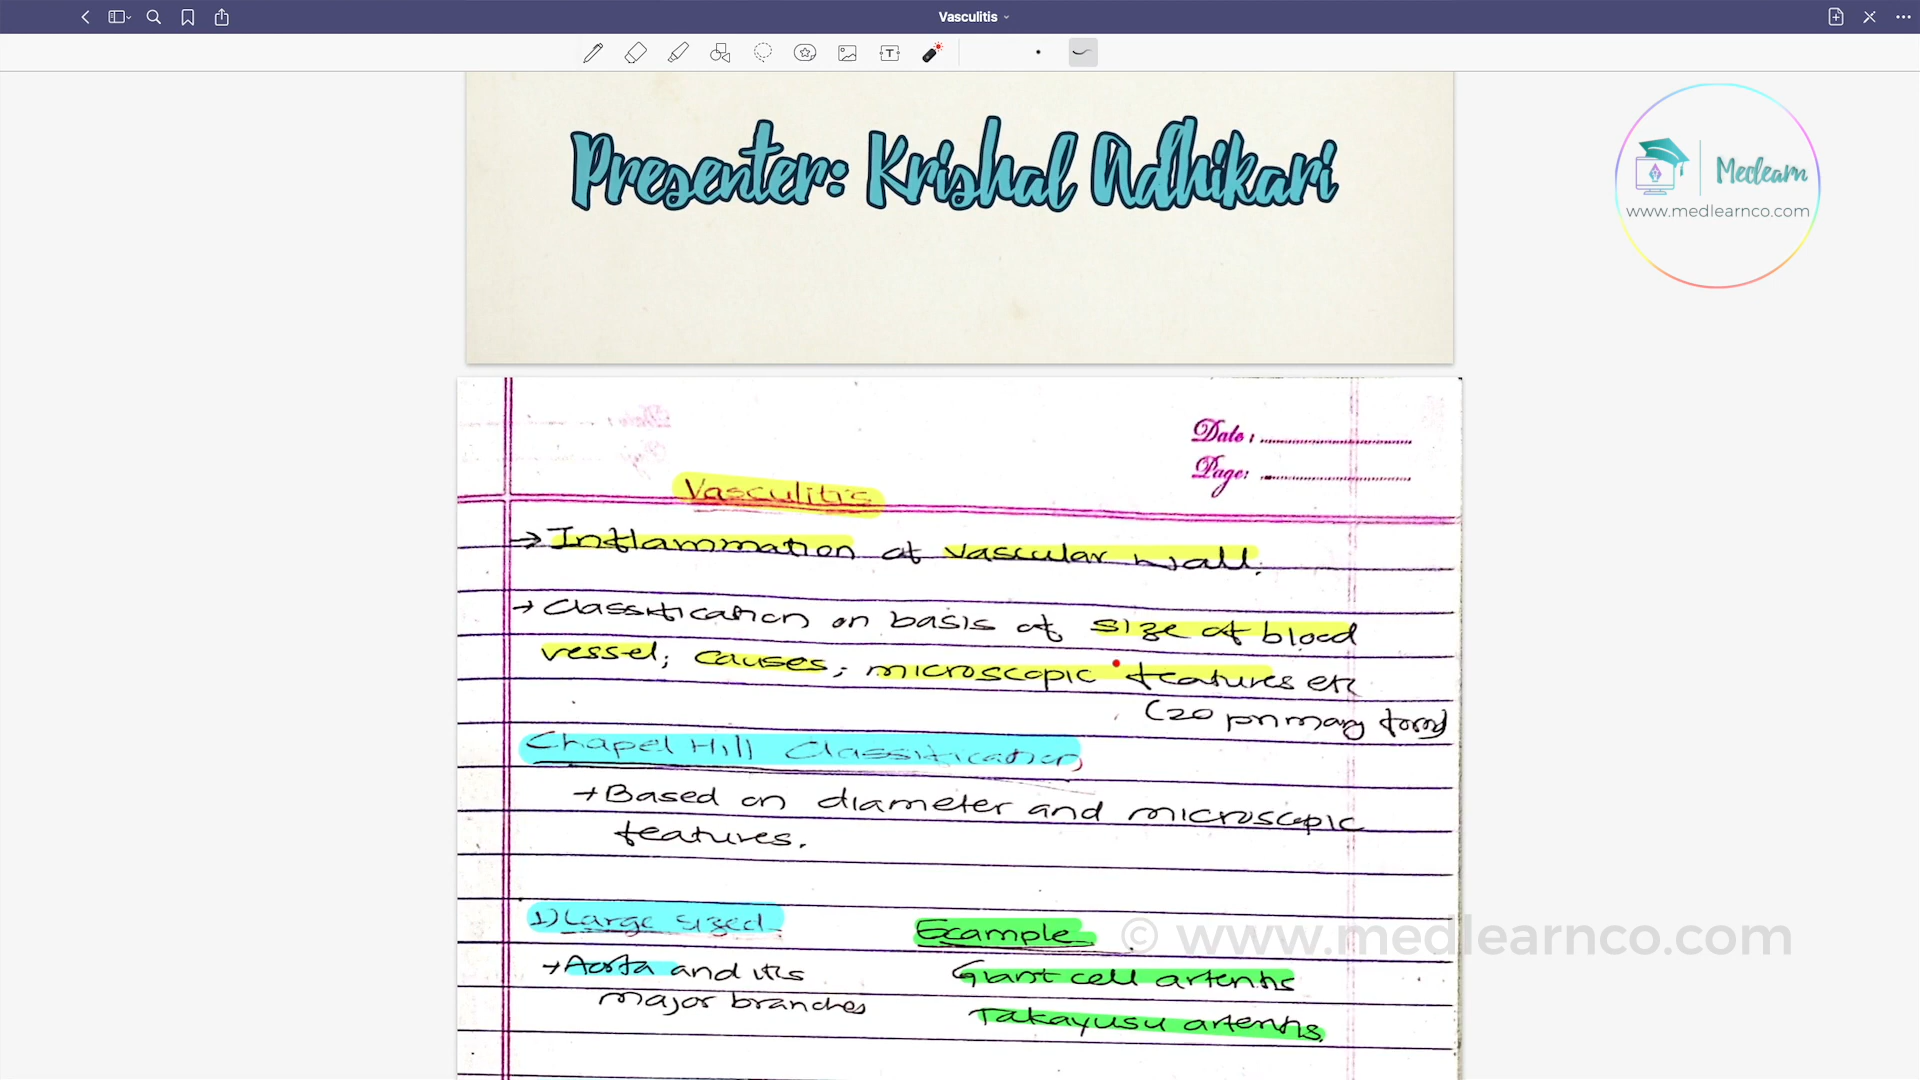 Vasculitis
T
Presenter: Krishal Adhikari
Medlearn
www.medlearnco.com
Date:
Page:
Vasculitis
→ Inflammation of vascular wall.
→ Classification on basis of size of blood
vessel; causes; microscopic features etc
(20 primary form)
Chapel Hill Classification
→ Based on diameter and microscopic
features.
1) Large sized
Example
© www.medlearnco.com
→ Aorta and its
major branches
Giant cell arteritis
Takayusu arteritis.